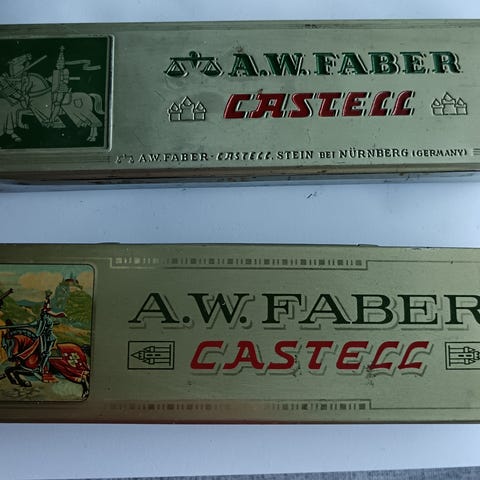 A.W. FABER
CASTELL
A.W. FABER-CASTELL. STEIN BEI NÜRNBERG (GERMANY)
A.W. FABER
CASTELL